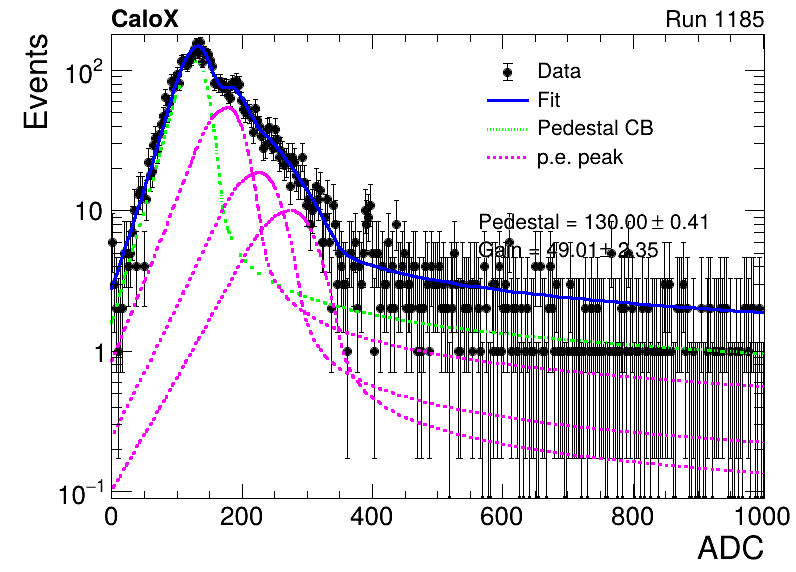 CaloX Run 1185
Events
10²
10
1
10⁻¹
Data
Fit
Pedestal CB
p.e. peak
Pedestal = 130.00 ± 0.41
Gain = 49.01 ± 2.35
0 200 400 600 800 1000
ADC